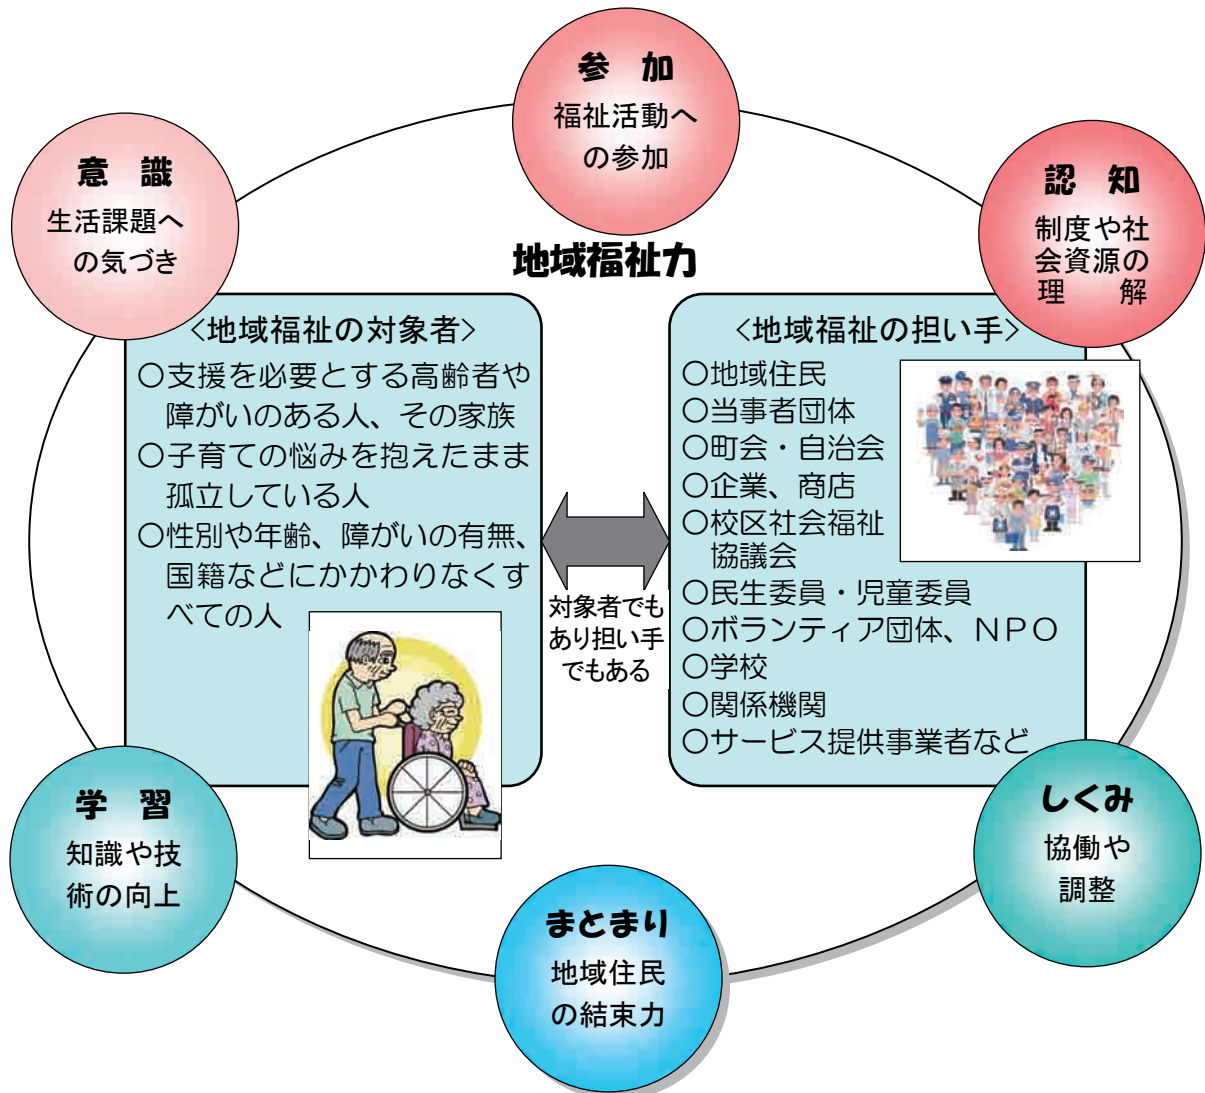 参　加
福祉活動へ
の参加
意　識
生活課題へ
の気づき
認　知
制度や社
会資源の
理　　解
地域福祉力
<地域福祉の対象者>
○支援を必要とする高齢者や
障がいのある人、その家族
○子育ての悩みを抱えたまま
孤立している人
○性別や年齢、障がいの有無、
国籍などにかかわりなくす
べての人
対象者でも
あり担い手
でもある
<地域福祉の担い手>
○地域住民
○当事者団体
○町会・自治会
○企業、商店
○校区社会福祉
協議会
○民生委員・児童委員
○ボランティア団体、ＮＰＯ
○学校
○関係機関
○サービス提供事業者など
学　習
知識や技
術の向上
しくみ
協働や
調整
まとまり
地域住民
の結束力